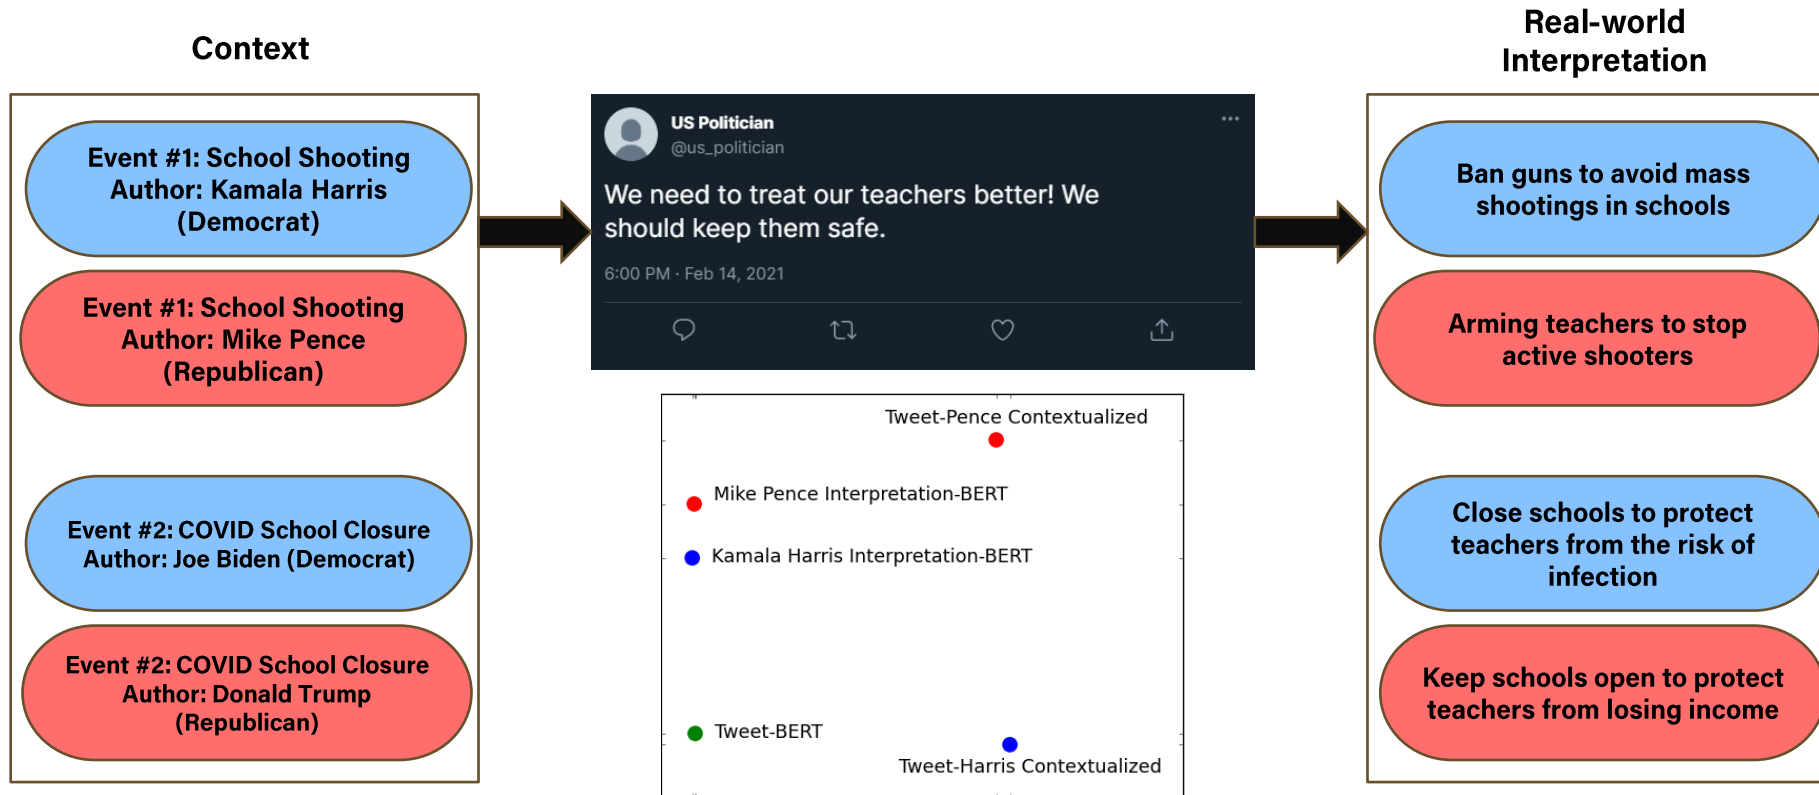 Context
Event #1: School Shooting
Author: Kamala Harris
(Democrat)
Event #1: School Shooting
Author: Mike Pence
(Republican)
Event #2: COVID School Closure
Author: Joe Biden (Democrat)
Event #2: COVID School Closure
Author: Donald Trump
(Republican)
US Politician
@us_politician
We need to treat our teachers better! We
should keep them safe.
6:00 PM · Feb 14, 2021
Tweet-Pence Contextualized
Mike Pence Interpretation-BERT
Kamala Harris Interpretation-BERT
Tweet-BERT
Tweet-Harris Contextualized
Real-world
Interpretation
Ban guns to avoid mass
shootings in schools
Arming teachers to stop
active shooters
Close schools to protect
teachers from the risk of
infection
Keep schools open to protect
teachers from losing income